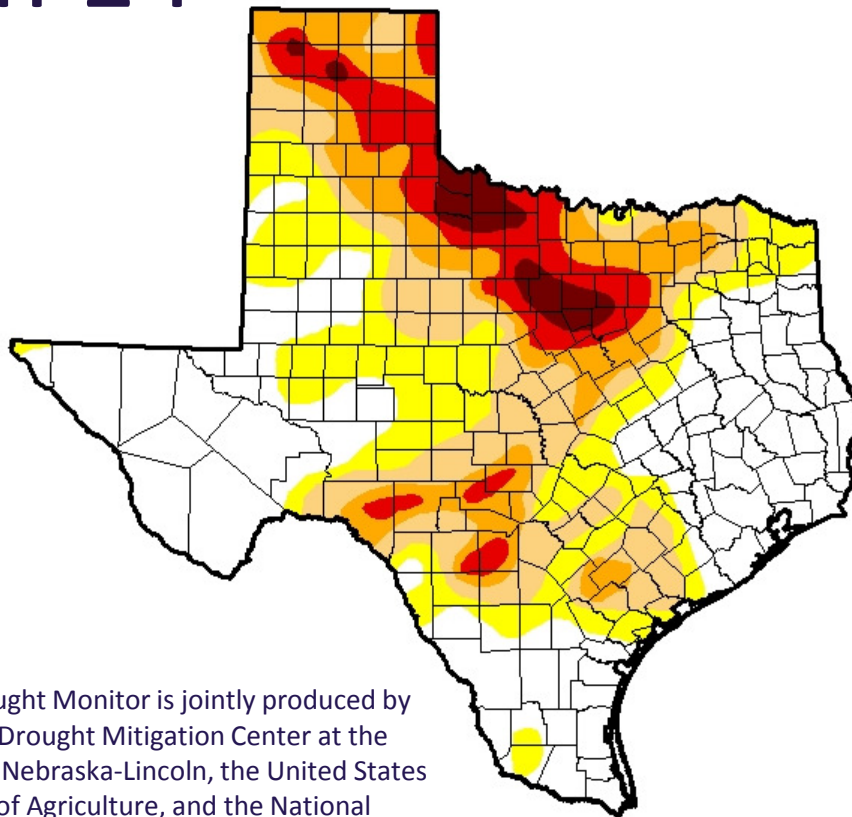 ught Monitor is jointly produced by
Drought Mitigation Center at the
Nebraska-Lincoln, the United States
of Agriculture, and the National